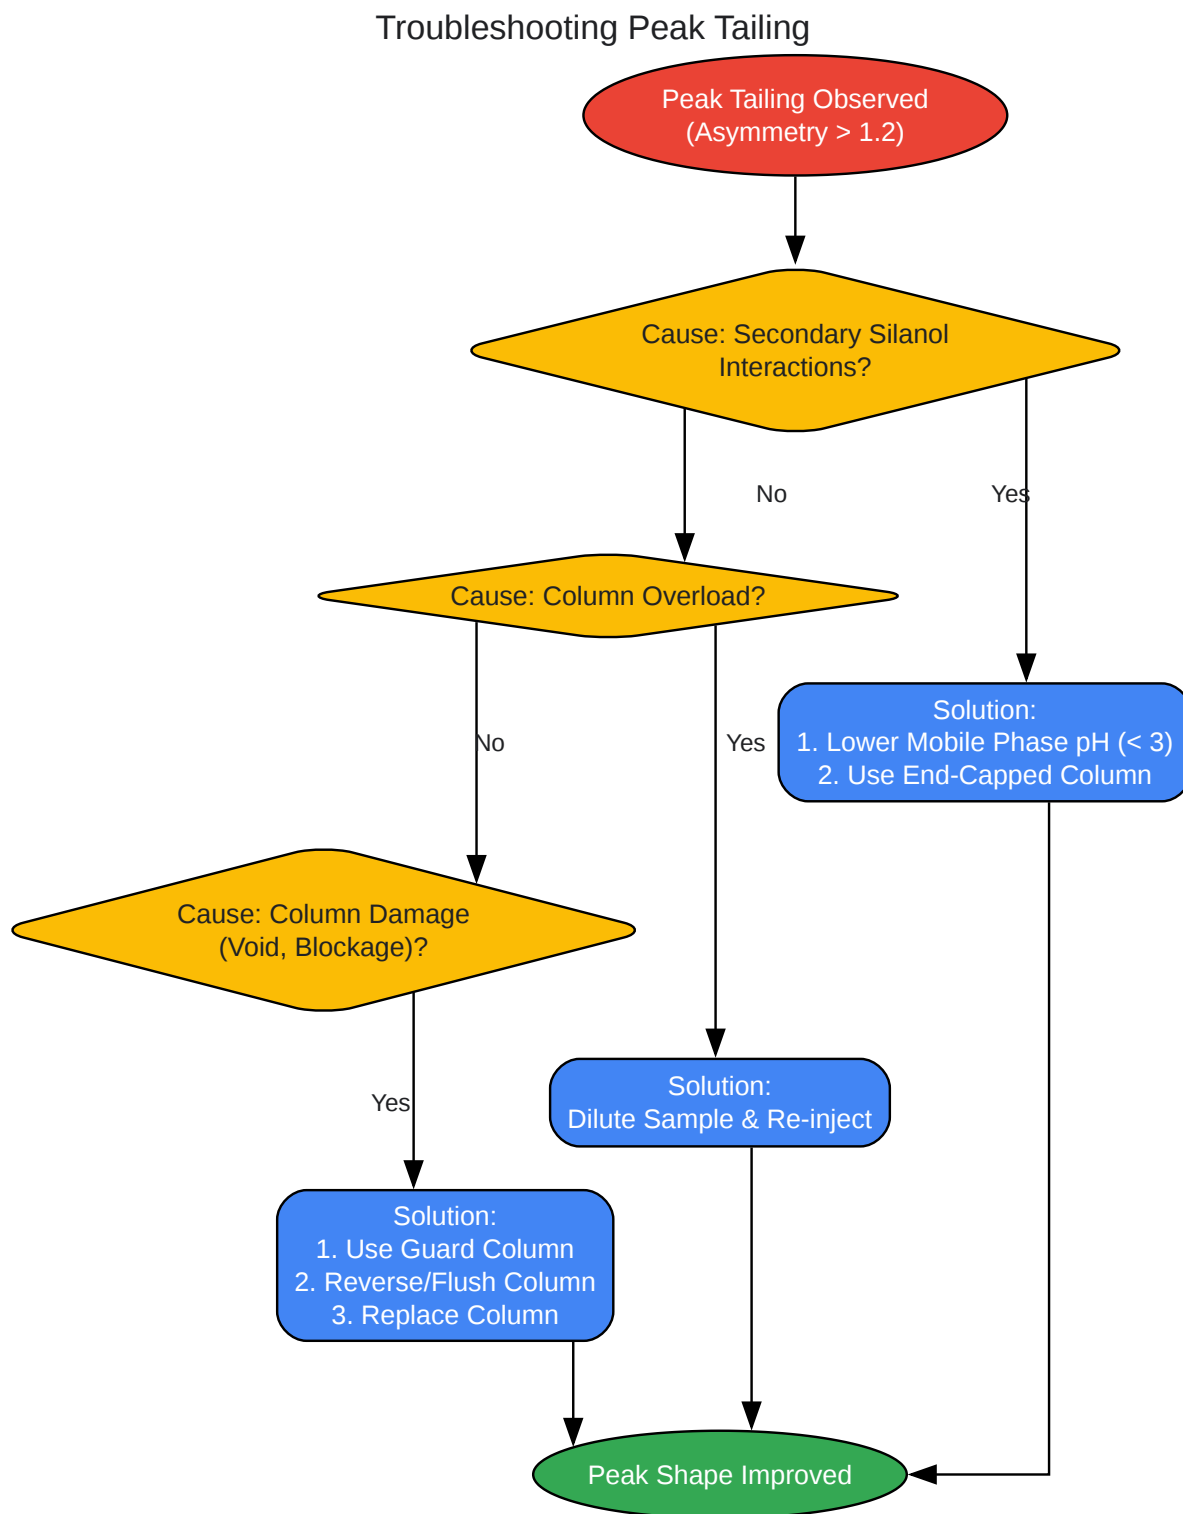 Troubleshooting Peak Tailing
Peak Tailing Observed
(Asymmetry > 1.2)
Cause: Secondary Silanol
Interactions?
No
Yes
Cause: Column Overload?
No
Yes
Solution:
1. Lower Mobile Phase pH (< 3)
2. Use End-Capped Column
Cause: Column Damage
(Void, Blockage)?
Yes
Solution:
Dilute Sample & Re-inject
Solution:
1. Use Guard Column
2. Reverse/Flush Column
3. Replace Column
Peak Shape Improved